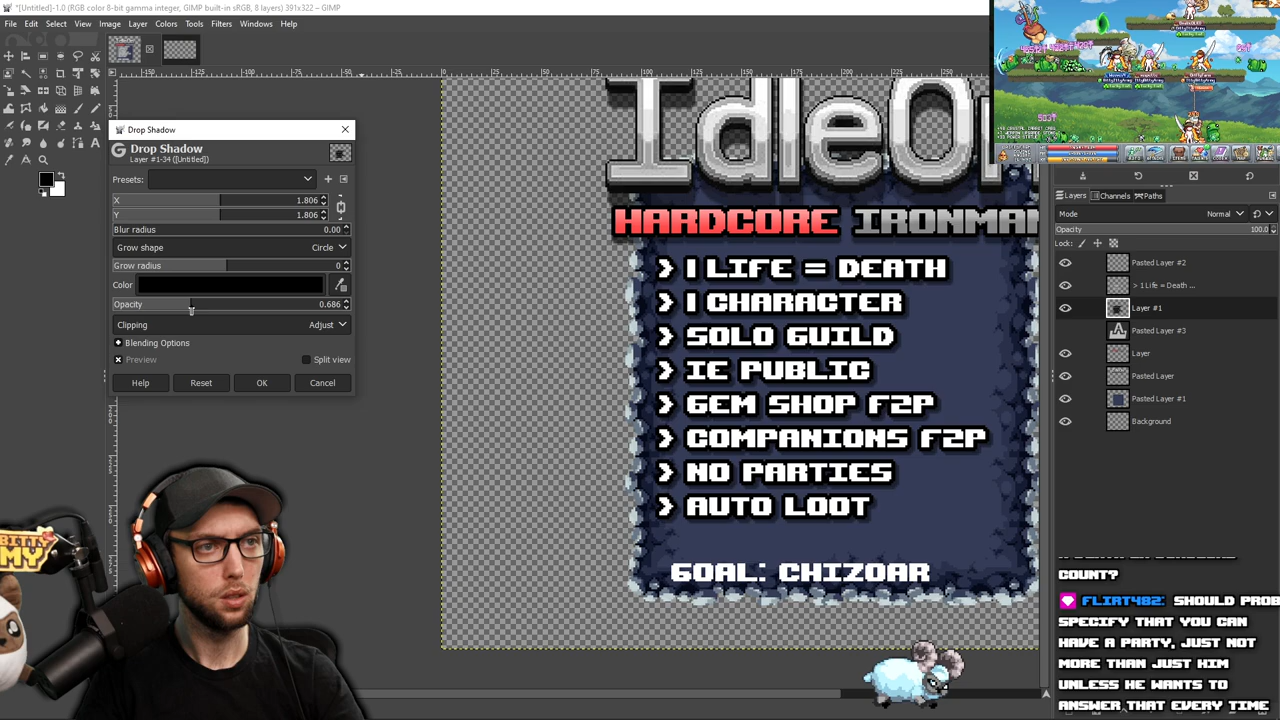 *[Untitled]-1.0 (RGB color 8-bit gamma integer, GIMP built-in sRGB, 8 layers) 391x322 – GIMP
File Edit Select View Image Layer Colors Tools Filters Windows Help
Drop Shadow
Drop Shadow
Layer #1-34 ([Untitled])
Presets:
X 1.806
Y 1.806
Blur radius 0.00
Grow shape Circle
Grow radius 0
Color
Opacity 0.686
Clipping Adjust
Blending Options
Preview Split view
Help Reset OK Cancel
IdleOn
HARDCORE IRONMAN
> 1 LIFE = DEATH
> 1 CHARACTER
> SOLO GUILD
> IE PUBLIC
> GEM SHOP F2P
> COMPANIONS F2P
> NO PARTIES
> AUTO LOOT
GOAL: CHIZOAR
Layers Channels Paths
Mode Normal
Opacity 100.0
Lock:
Pasted Layer #2
> 1 Life = Death ...
Layer #1
Pasted Layer #3
Layer
Pasted Layer
Pasted Layer #1
Background
COUNT?
FLIRT482: SHOULD PROB
SPECIFY THAT YOU CAN
HAVE A PARTY, JUST NOT
MORE THAN JUST HIM
UNLESS HE WANTS TO
ANSWER THAT EVERY TIME